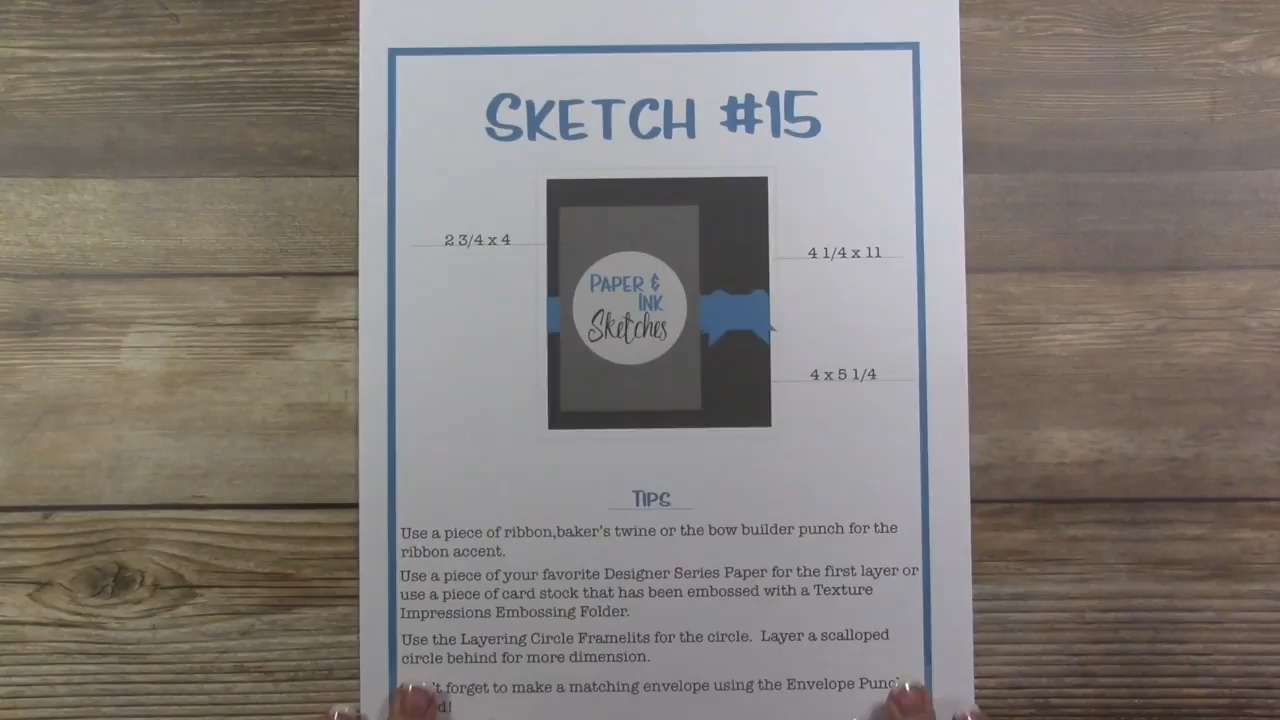 SKETCH #15
2 3/4 x 4
4 1/4 x 11
PAPER &
INK
Sketches
4 x 5 1/4
TIPS
Use a piece of ribbon,baker's twine or the bow builder punch for the
ribbon accent.
Use a piece of your favorite Designer Series Paper for the first layer or
use a piece of card stock that has been embossed with a Texture
Impressions Embossing Folder.
Use the Layering Circle Framelits for the circle. Layer a scalloped
circle behind for more dimension.
forget to make a matching envelope using the Envelope